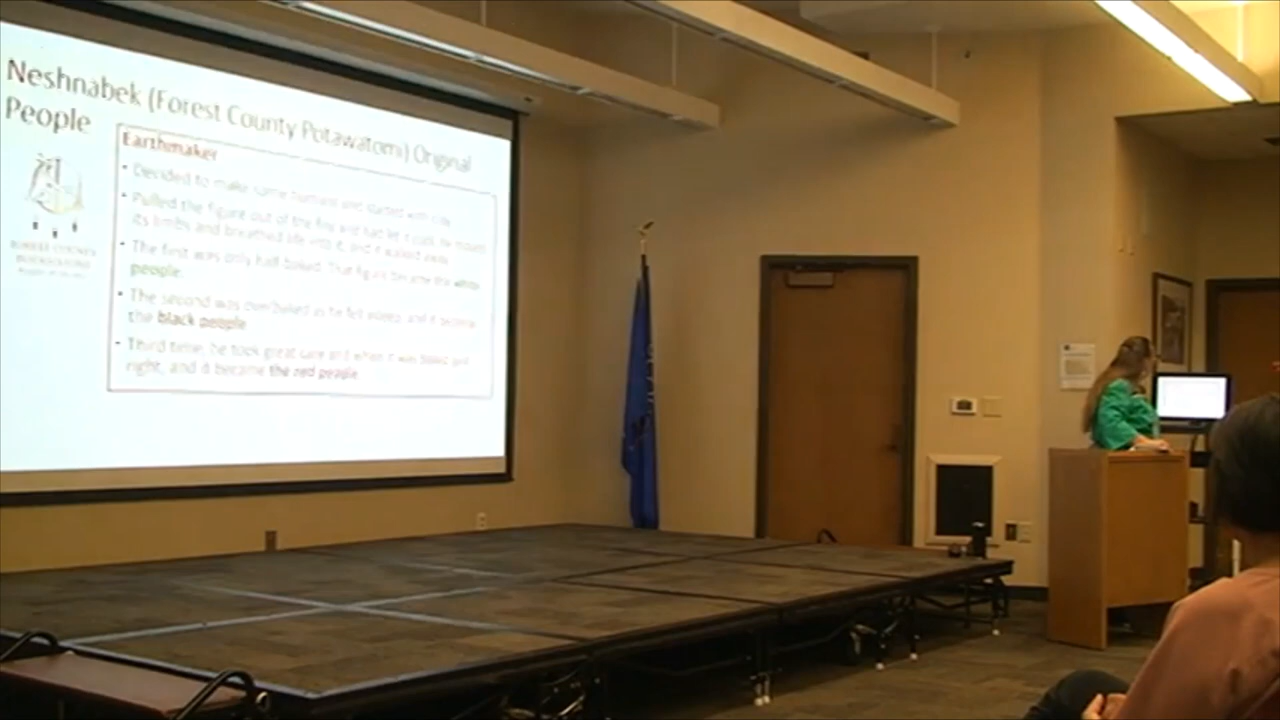 Neshnabek (Forest County Potawatomi) Original
People
Earthmaker
• Decided to make some humans and started with clay
• Pulled the figure out of the fire and had let it cool, he moved
its limbs and breathed life into it, and it walked away
• The first was only half baked. That figure became the white
people.
• The second was overbaked as he fell asleep, and it became
the black people
• Third time, he took great care and when it was baked just
right, and it became the red people
FOREST COUNTY
POTAWATOMI